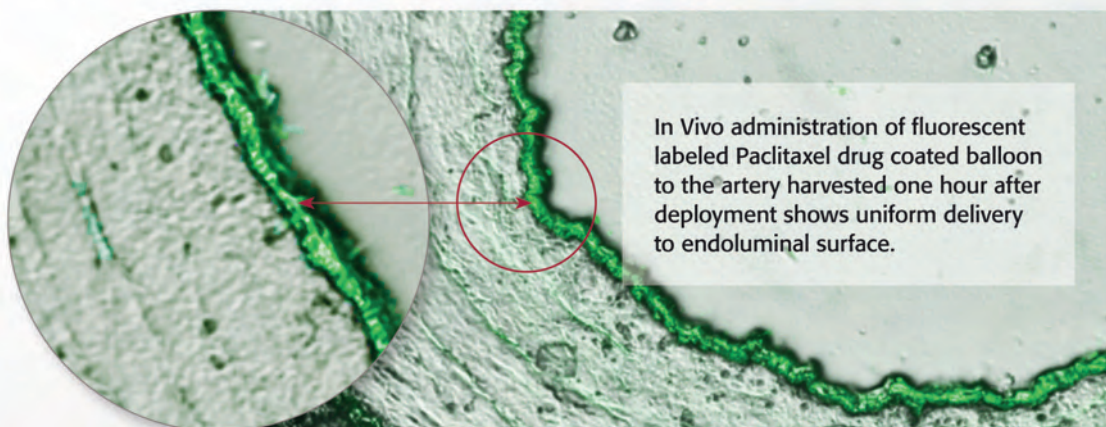 In Vivo administration of fluorescent
labeled Paclitaxel drug coated balloon
to the artery harvested one hour after
deployment shows uniform delivery
to endoluminal surface.